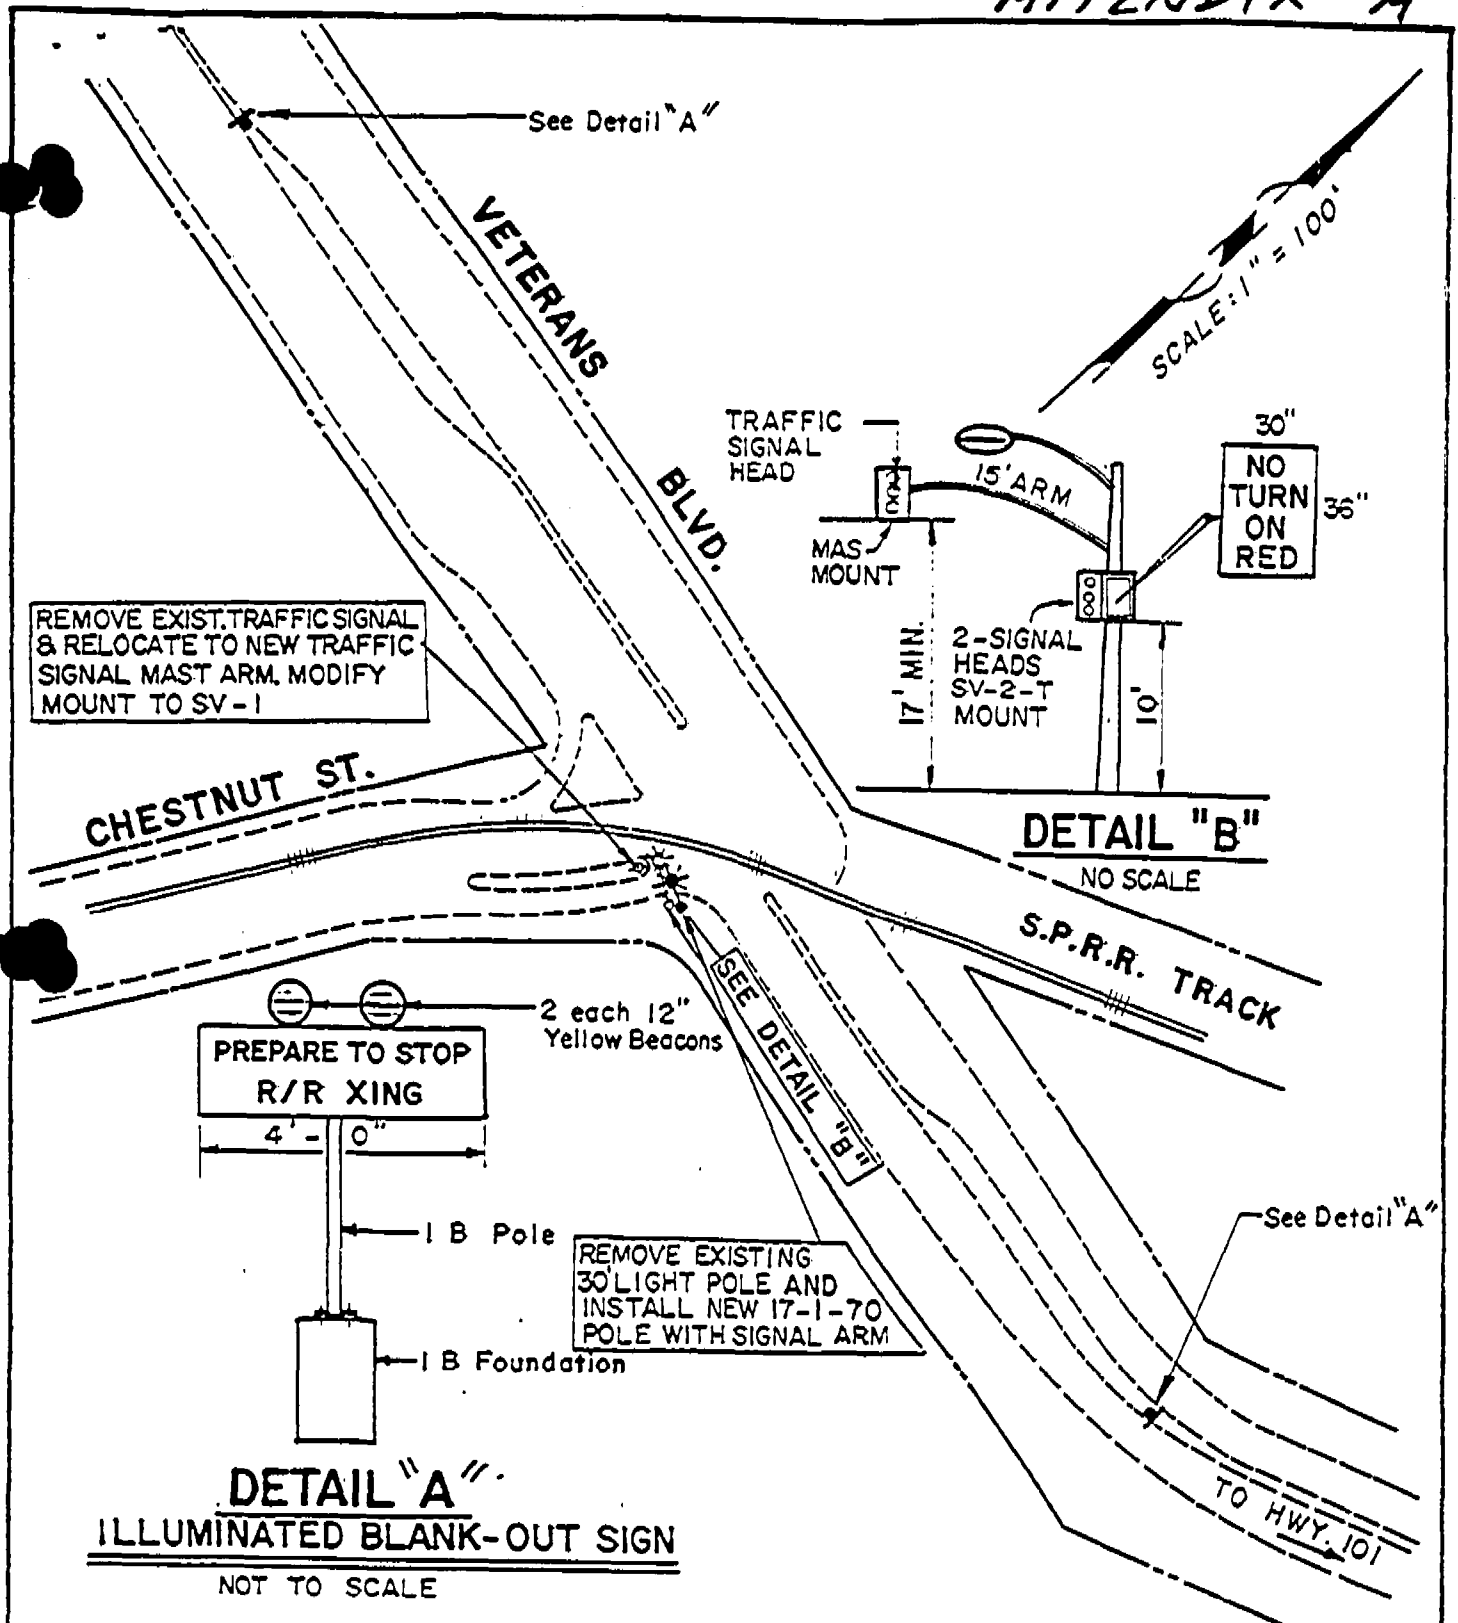 APPENDIX A
See Detail "A"
VETERANS
BLVD.
SCALE: 1" = 100'
TRAFFIC
SIGNAL
HEAD
15' ARM
30"
NO
TURN
ON
RED
36"
MAS
MOUNT
17' MIN.
2-SIGNAL
HEADS
SV-2-T
MOUNT
10'
DETAIL "B"
NO SCALE
REMOVE EXIST. TRAFFIC SIGNAL
& RELOCATE TO NEW TRAFFIC
SIGNAL MAST ARM. MODIFY
MOUNT TO SV-1
CHESTNUT ST.
S.P.R.R. TRACK
SEE DETAIL "B"
2 each 12"
Yellow Beacons
PREPARE TO STOP
R/R XING
4'-0"
1 B Pole
1 B Foundation
REMOVE EXISTING
30' LIGHT POLE AND
INSTALL NEW 17-1-70
POLE WITH SIGNAL ARM
See Detail "A"
TO HWY. 101
DETAIL "A"
ILLUMINATED BLANK-OUT SIGN
NOT TO SCALE